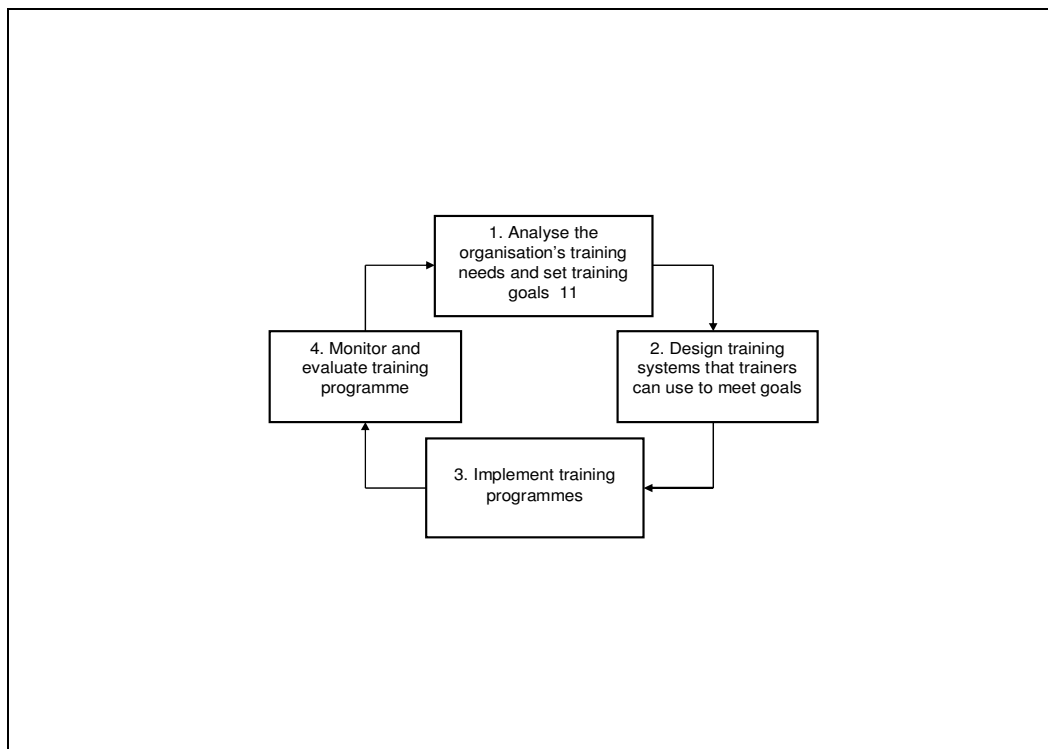 1. Analyse the
organisation’s training
needs and set training
goals  11
2. Design training
systems that trainers
can use to meet goals
3. Implement training
programmes
4. Monitor and
evaluate training
programme